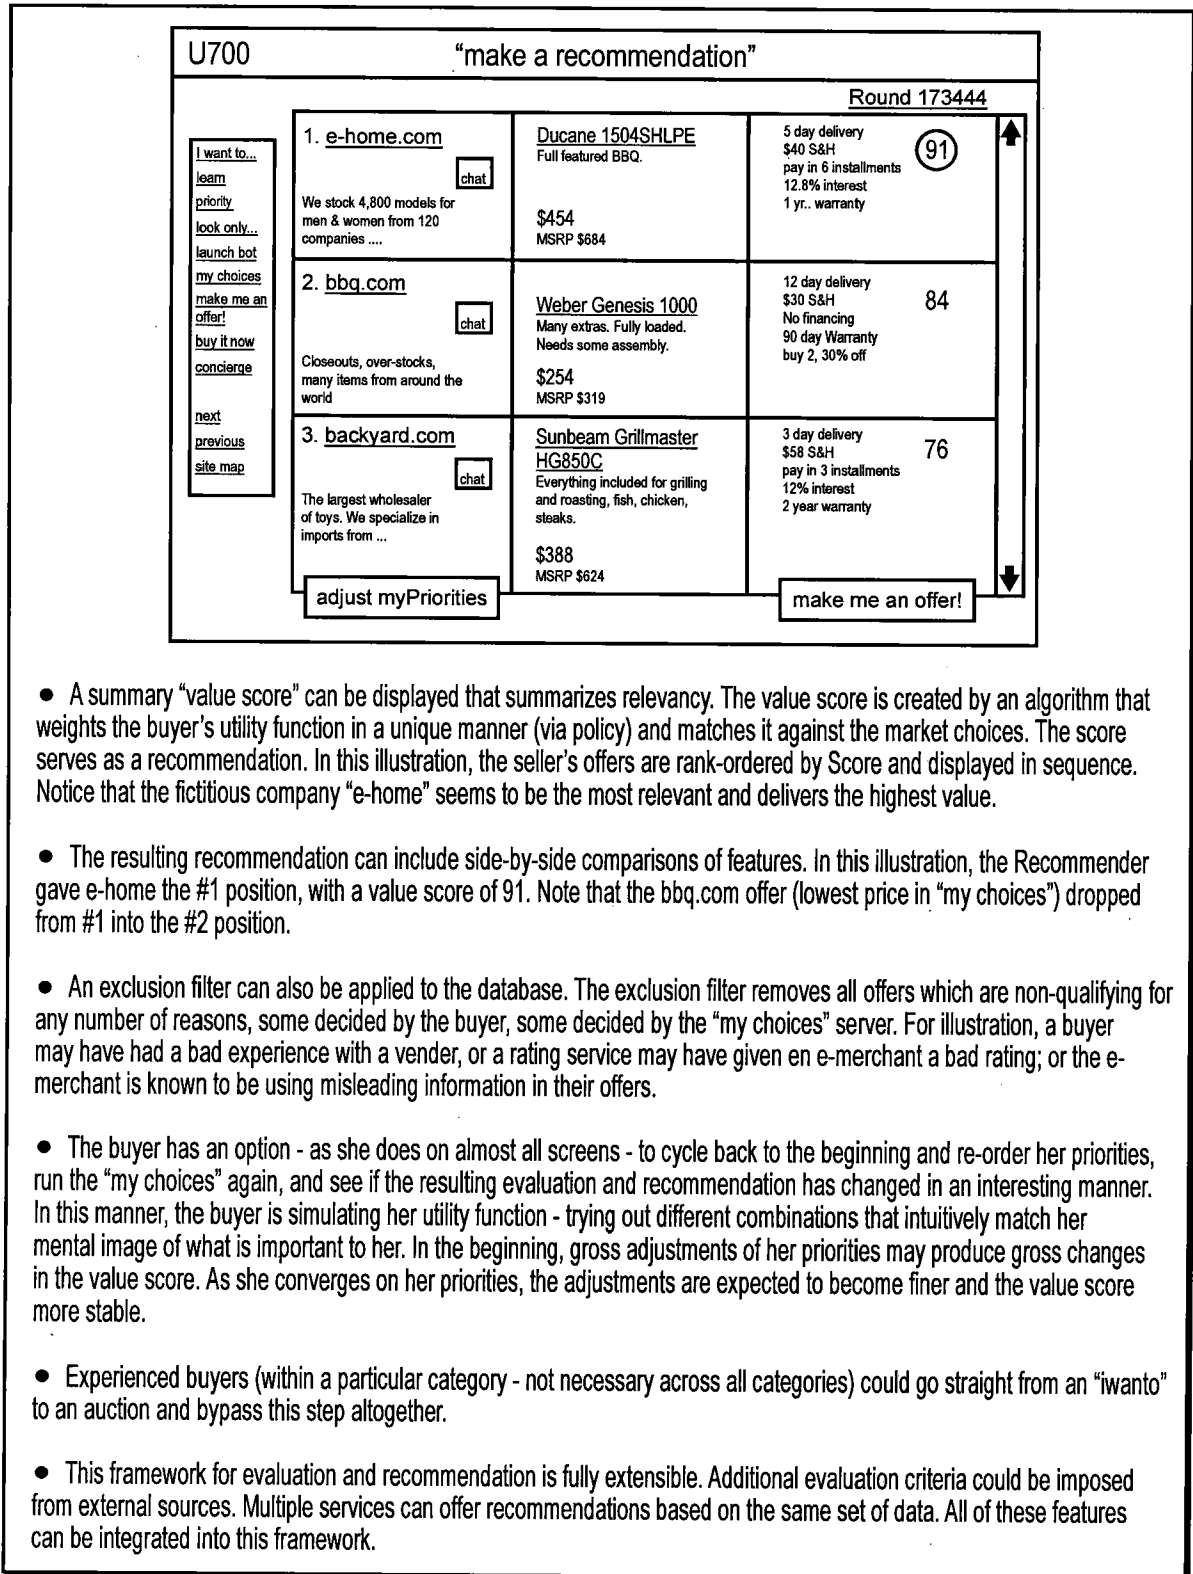 U700
“make a recommendation”
Round 173444
I want to...
learn
priority
look only...
launch bot
my choices
make me an
offer!
buy it now
concierge
next
previous
site map
1. e-home.com
chat
We stock 4,800 models for
men & women from 120
companies ....
Ducane 1504SHLPE
Full featured BBQ.
$454
MSRP $684
5 day delivery
$40 S&H
pay in 6 installments
12.8% interest
1 yr.. warranty
91
2. bbq.com
chat
Closeouts, over-stocks,
many items from around the
world
Weber Genesis 1000
Many extras. Fully loaded.
Needs some assembly.
$254
MSRP $319
12 day delivery
$30 S&H
No financing
90 day Warranty
buy 2, 30% off
84
3. backyard.com
chat
The largest wholesaler
of toys. We specialize in
imports from ...
Sunbeam Grillmaster
HG850C
Everything included for grilling
and roasting, fish, chicken,
steaks.
$388
MSRP $624
3 day delivery
$58 S&H
pay in 3 installments
12% interest
2 year warranty
76
adjust myPriorities
make me an offer!
● A summary “value score” can be displayed that summarizes relevancy. The value score is created by an algorithm that
weights the buyer’s utility function in a unique manner (via policy) and matches it against the market choices. The score
serves as a recommendation. In this illustration, the seller’s offers are rank-ordered by Score and displayed in sequence.
Notice that the fictitious company “e-home” seems to be the most relevant and delivers the highest value.
● The resulting recommendation can include side-by-side comparisons of features. In this illustration, the Recommender
gave e-home the #1 position, with a value score of 91. Note that the bbq.com offer (lowest price in “my choices”) dropped
from #1 into the #2 position.
● An exclusion filter can also be applied to the database. The exclusion filter removes all offers which are non-qualifying for
any number of reasons, some decided by the buyer, some decided by the “my choices” server. For illustration, a buyer
may have had a bad experience with a vender, or a rating service may have given en e-merchant a bad rating; or the e-
merchant is known to be using misleading information in their offers.
● The buyer has an option - as she does on almost all screens - to cycle back to the beginning and re-order her priorities,
run the “my choices” again, and see if the resulting evaluation and recommendation has changed in an interesting manner.
In this manner, the buyer is simulating her utility function - trying out different combinations that intuitively match her
mental image of what is important to her. In the beginning, gross adjustments of her priorities may produce gross changes
in the value score. As she converges on her priorities, the adjustments are expected to become finer and the value score
more stable.
● Experienced buyers (within a particular category - not necessary across all categories) could go straight from an “iwanto”
to an auction and bypass this step altogether.
● This framework for evaluation and recommendation is fully extensible. Additional evaluation criteria could be imposed
from external sources. Multiple services can offer recommendations based on the same set of data. All of these features
can be integrated into this framework.